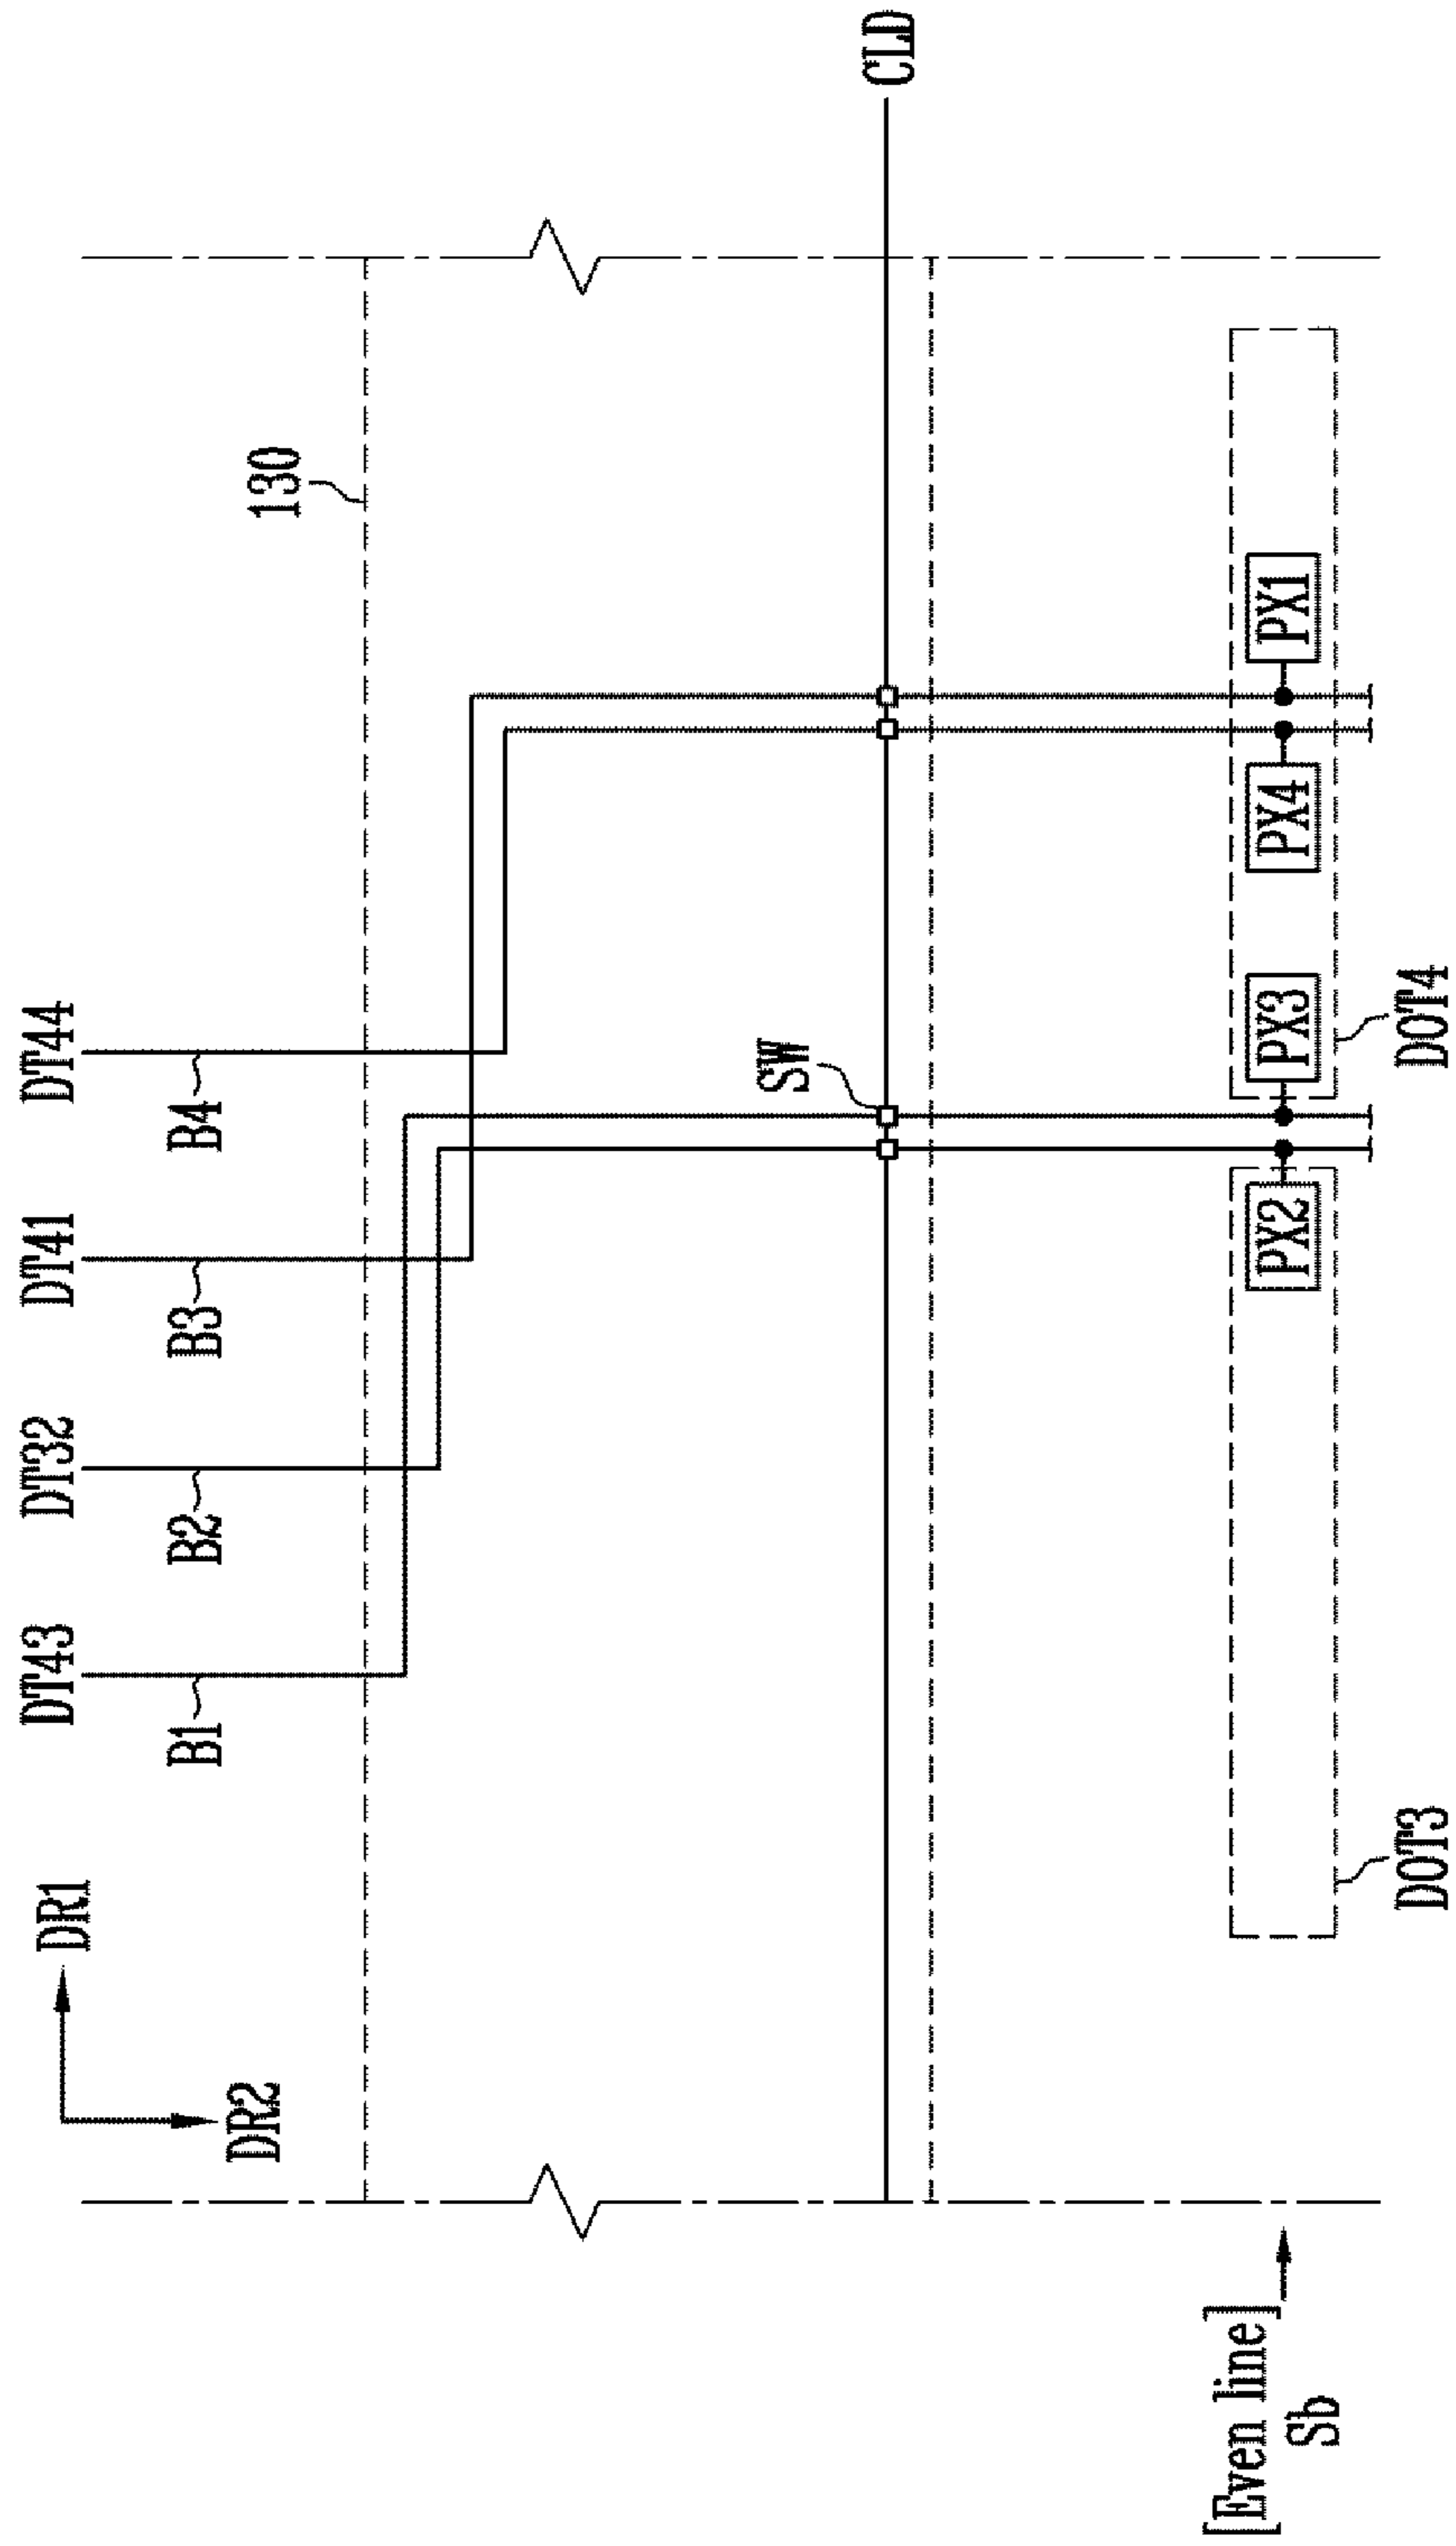 DR1
DR2
DT43
DT32
DT41
DT44
B1
B2
B3
B4
130
SW
CLD
[Even line]
Sb
PX2
PX3
PX4
PX1
DOT3
DOT4